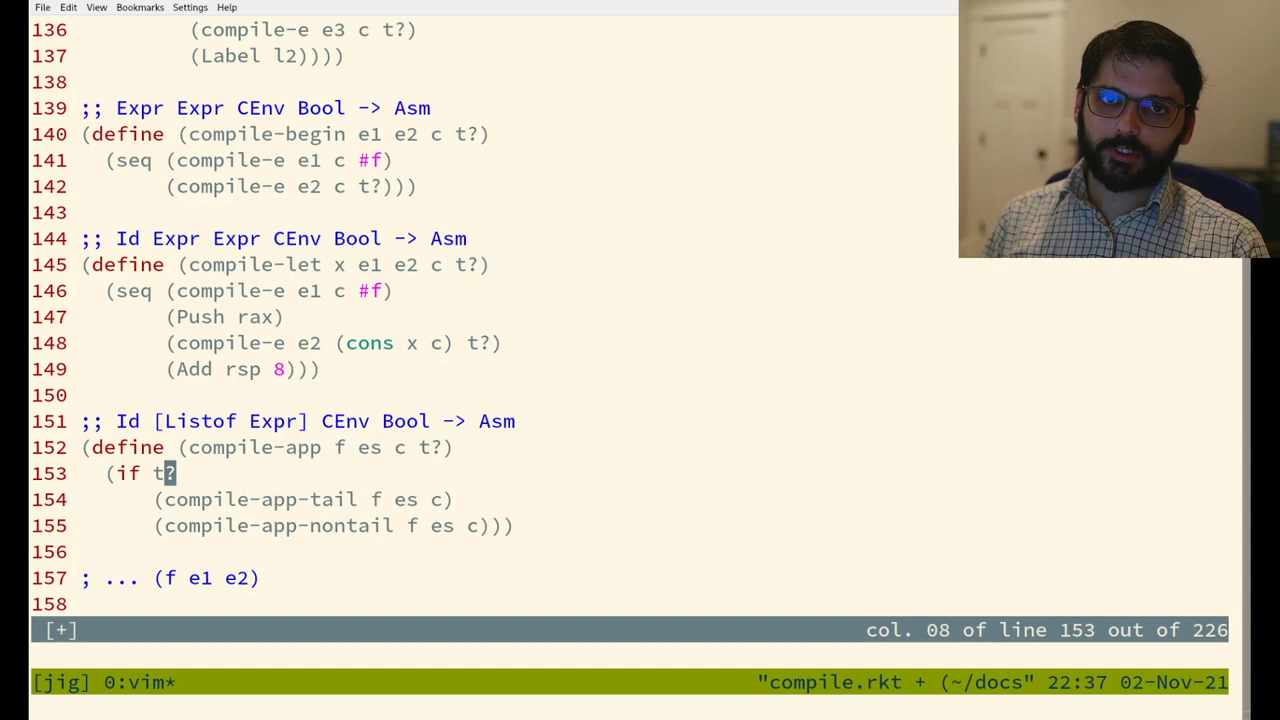 File Edit View Bookmarks Settings Help
136 (compile-e e3 c t?)
137 (Label l2))))
138
139 ;; Expr Expr CEnv Bool -> Asm
140 (define (compile-begin e1 e2 c t?)
141 (seq (compile-e e1 c #f)
142 (compile-e e2 c t?)))
143
144 ;; Id Expr Expr CEnv Bool -> Asm
145 (define (compile-let x e1 e2 c t?)
146 (seq (compile-e e1 c #f)
147 (Push rax)
148 (compile-e e2 (cons x c) t?)
149 (Add rsp 8)))
150
151 ;; Id [Listof Expr] CEnv Bool -> Asm
152 (define (compile-app f es c t?)
153 (if t?
154 (compile-app-tail f es c)
155 (compile-app-nontail f es c)))
156
157 ; ... (f e1 e2)
158
[+] col. 08 of line 153 out of 226
[jig] 0:vim* "compile.rkt + (~/docs" 22:37 02-Nov-21